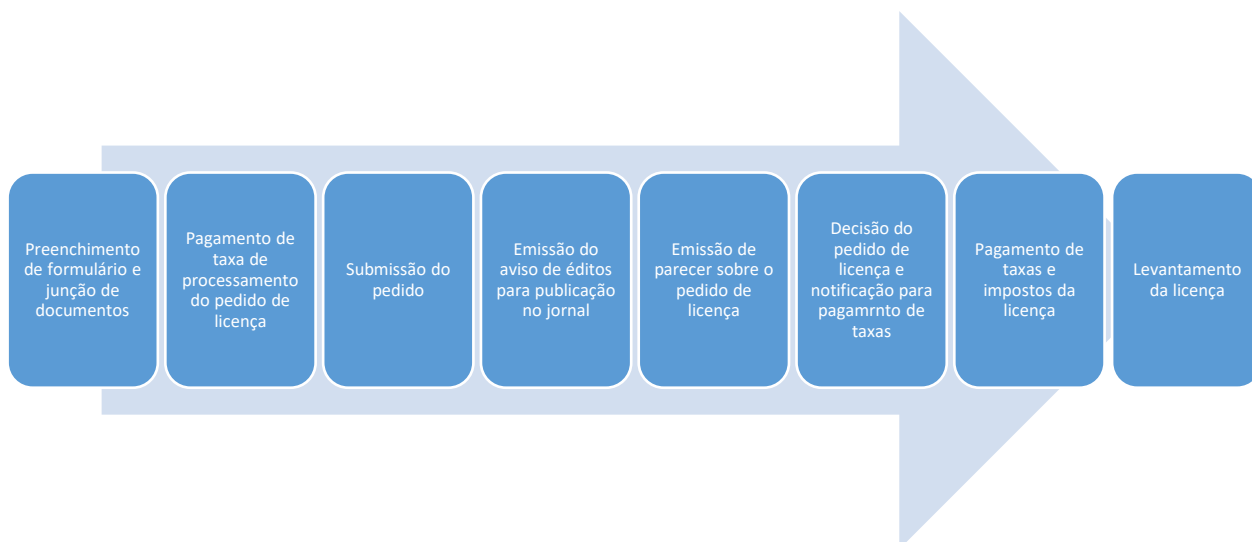 Preenchimento
de formulário e
junção de
documentos
Pagamento de
taxa de
processamento
do pedido de
licença
Submissão do
pedido
Emissão do
aviso de éditos
para publicação
no jornal
Emissão de
parecer sobre o
pedido de
licença
Decisão do
pedido de
licença e
notificação para
pagamrnto de
taxas
Pagamento de
taxas e
impostos da
licença
Levantamento
da licença